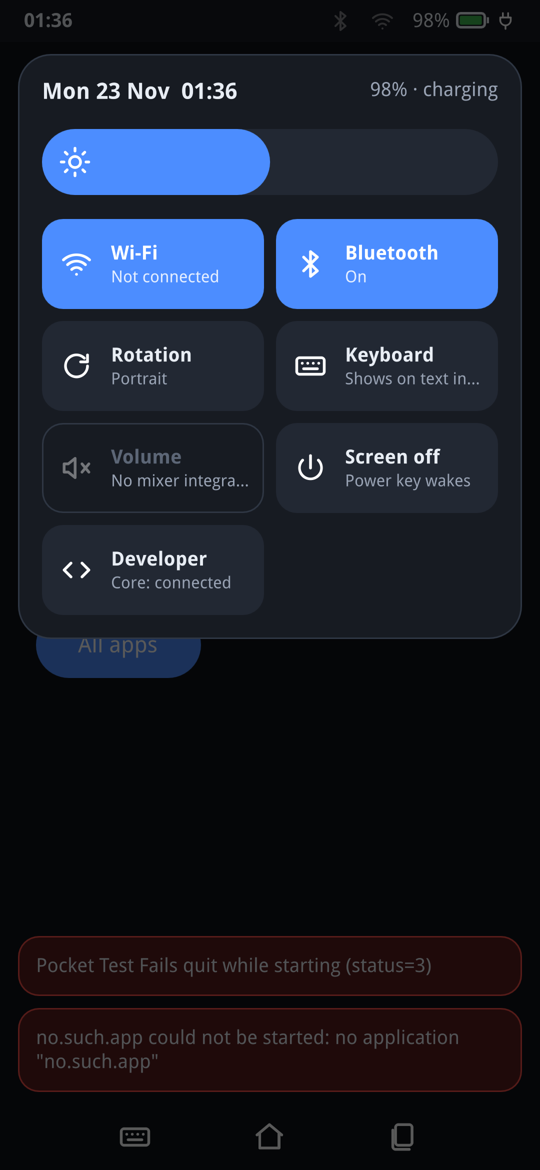 01:36
98%
Mon 23 Nov 01:36
98% · charging
Wi-Fi
Not connected
Bluetooth
On
Rotation
Portrait
Keyboard
Shows on text in...
Volume
No mixer integra...
Screen off
Power key wakes
Developer
Core: connected
All apps
Pocket Test Fails quit while starting (status=3)
no.such.app could not be started: no application
"no.such.app"